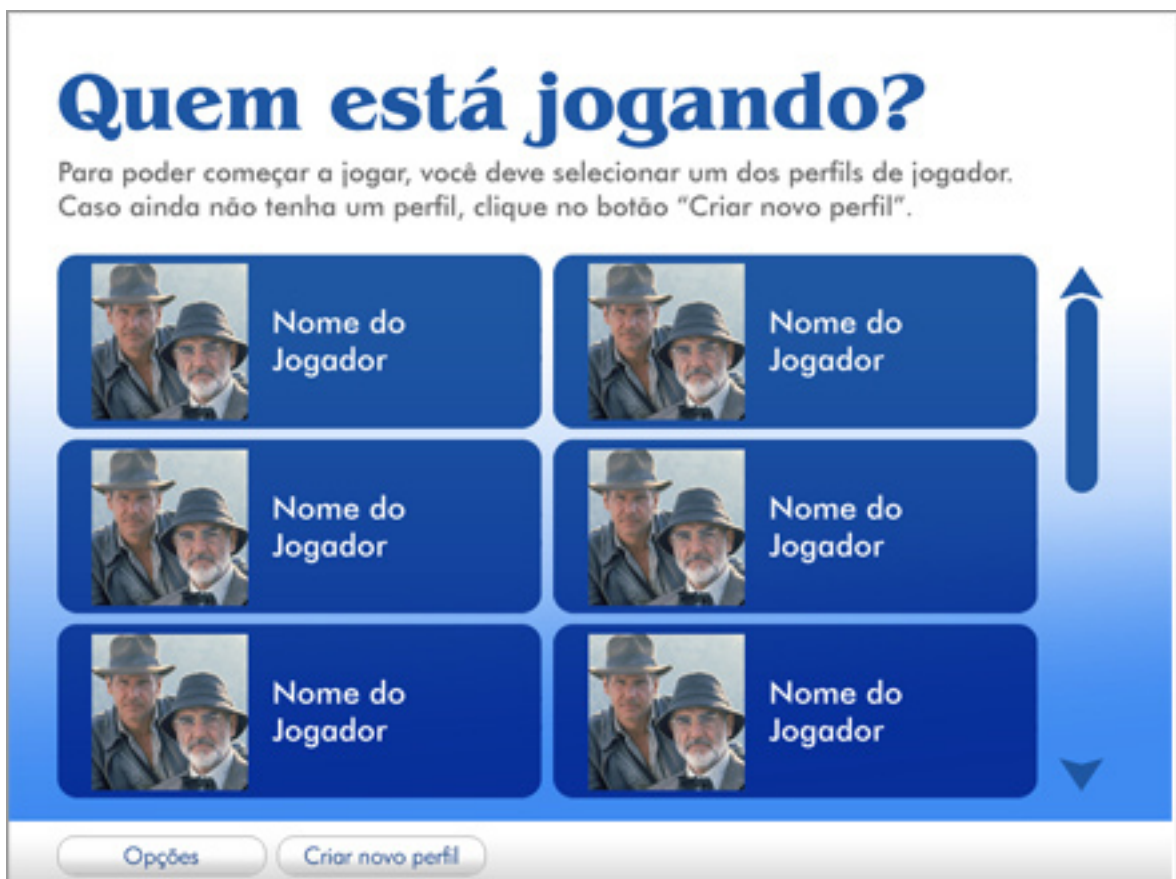 Quem está jogando?
Para poder começar a jogar, você deve selecionar um dos perfils de jogador.
Caso ainda não tenha um perfil, clique no botão “Criar novo perfil”.
Nome do
Jogador
Nome do
Jogador
Nome do
Jogador
Nome do
Jogador
Nome do
Jogador
Nome do
Jogador
Opções
Criar novo perfil